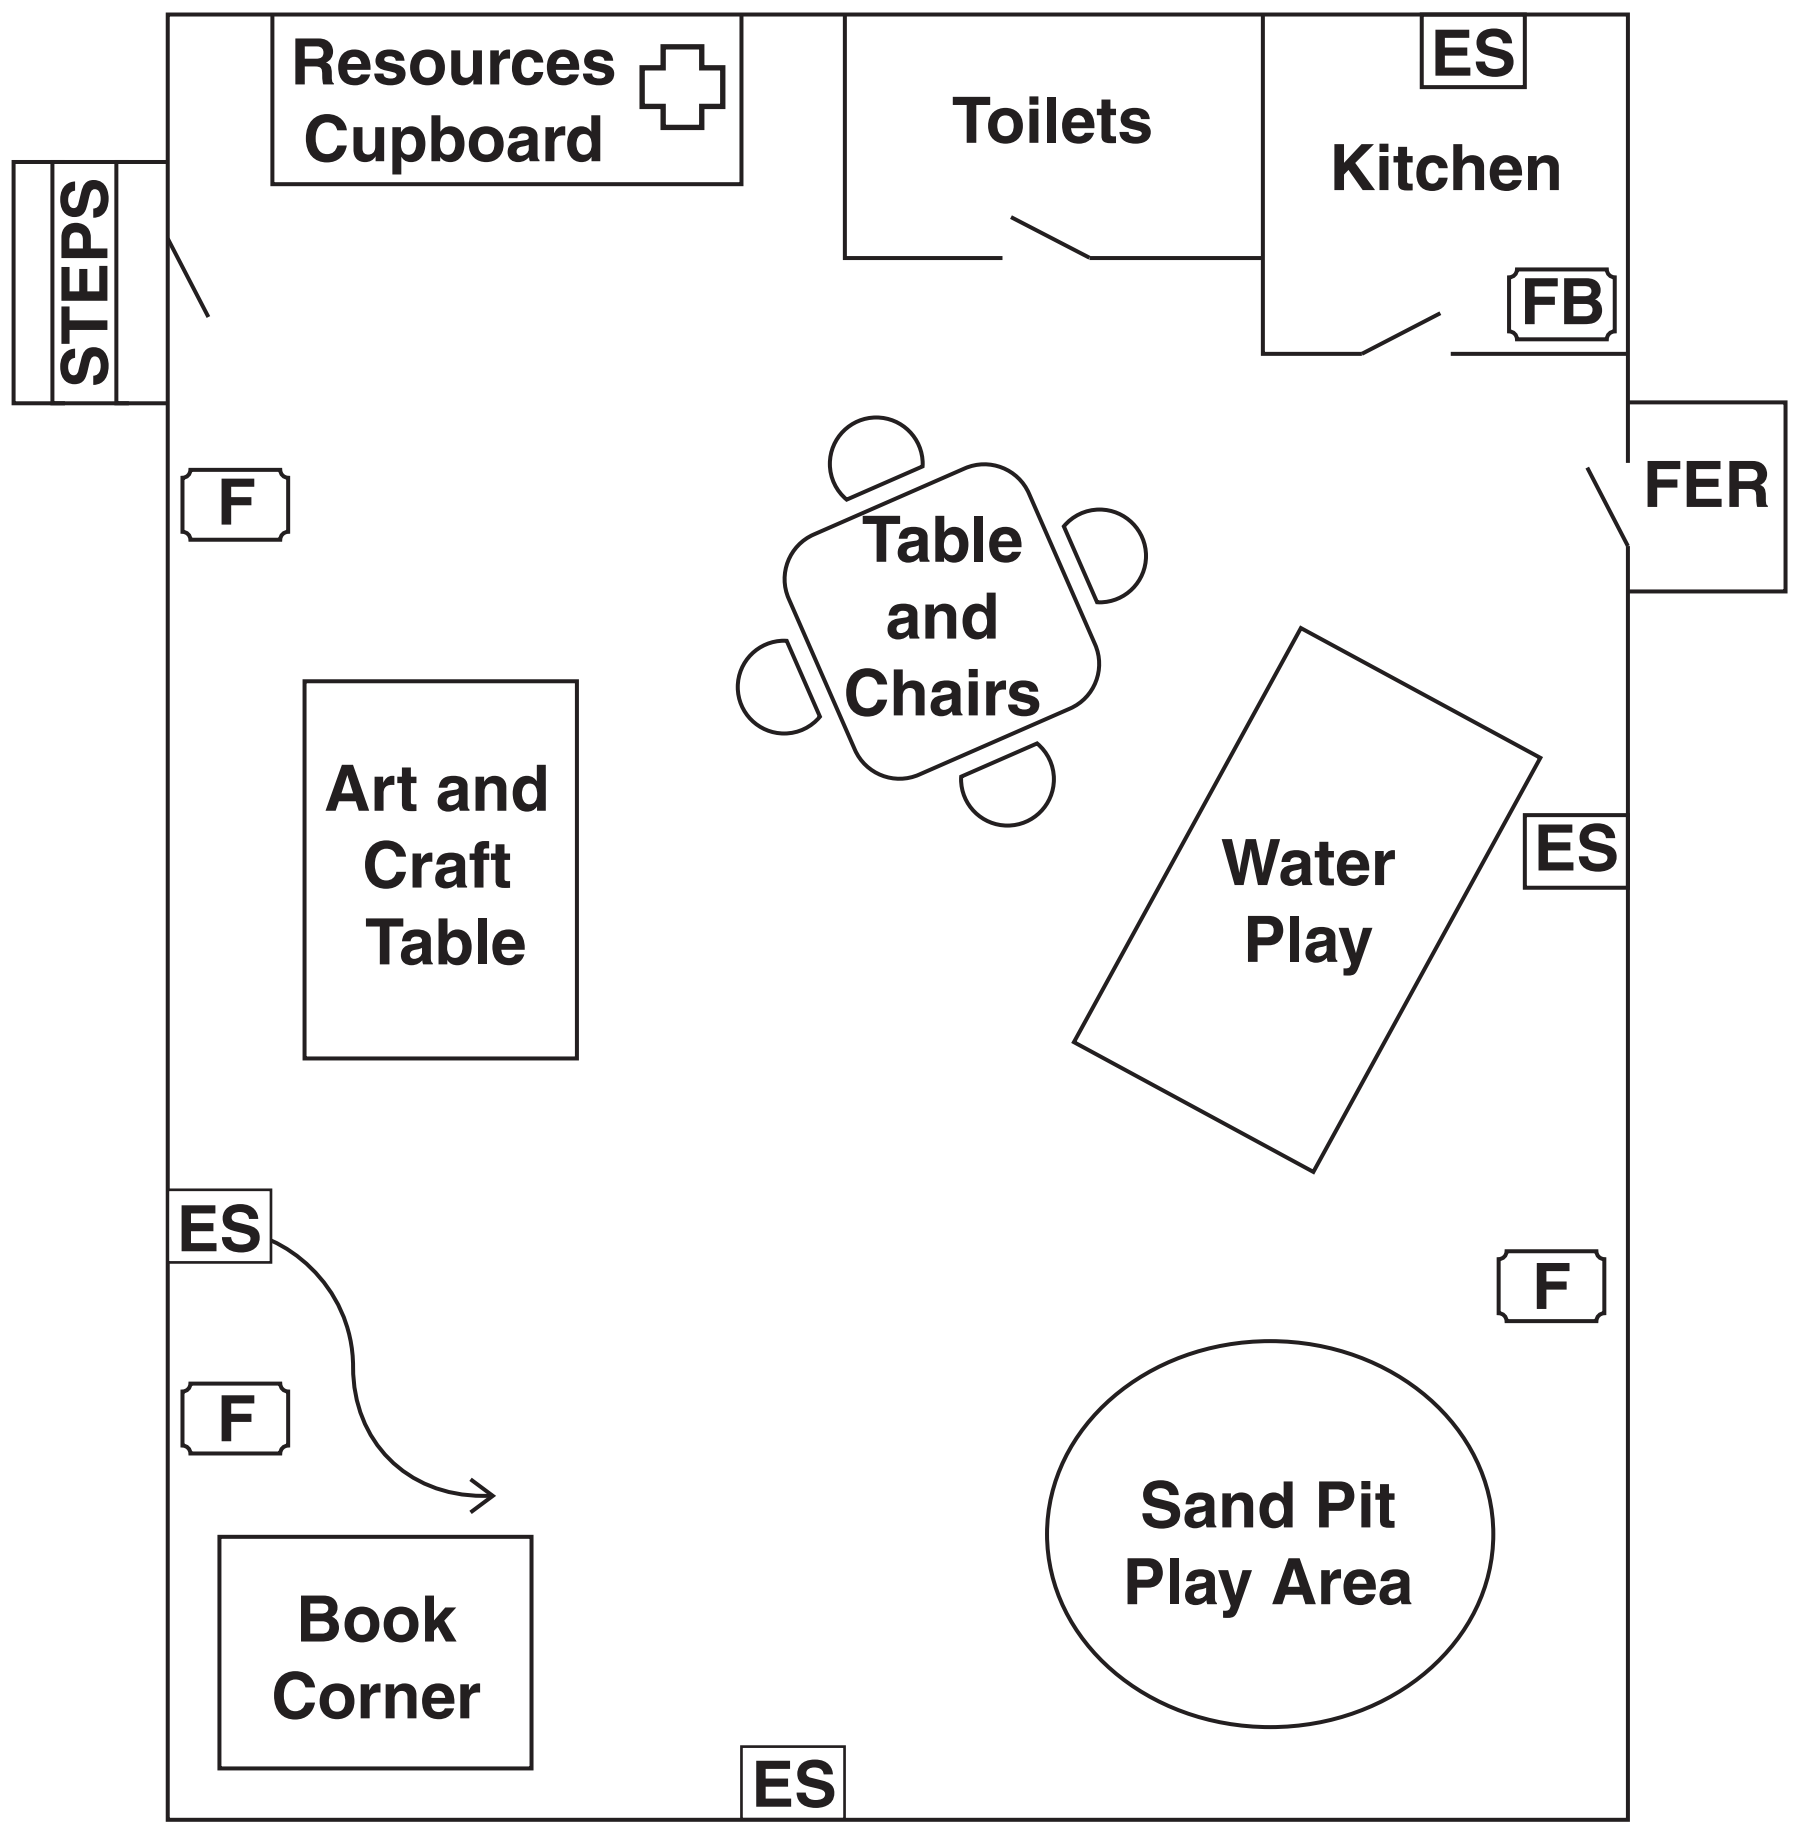 Resources
Cupboard
Toilets
ES
Kitchen
STEPS
FB
F
FER
Table
and
Chairs
Art and
Craft
Table
Water
Play
ES
ES
F
F
Sand Pit
Play Area
Book
Corner
ES